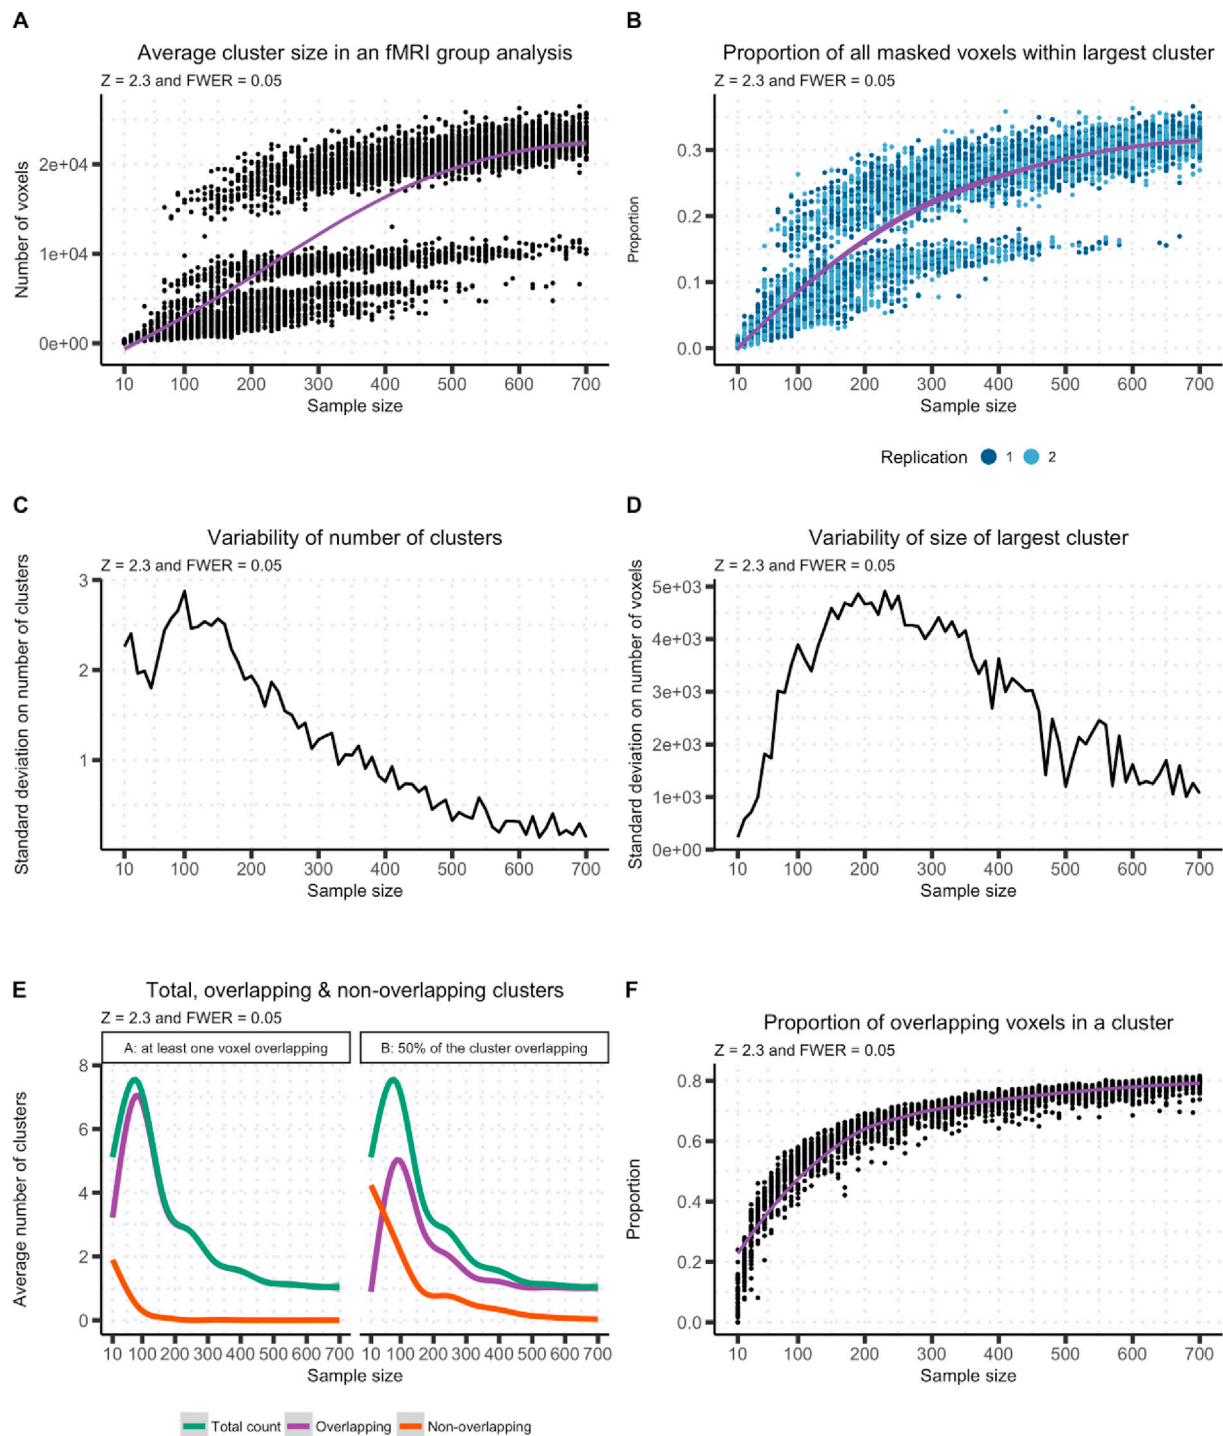 A
Average cluster size in an fMRI group analysis
Z = 2.3 and FWER = 0.05
Number of voxels
2e+04
1e+04
0e+00
10 100 200 300 400 500 600 700
Sample size
B
Proportion of all masked voxels within largest cluster
Z = 2.3 and FWER = 0.05
Proportion
0.3
0.2
0.1
0.0
10 100 200 300 400 500 600 700
Sample size
Replication 1 2
C
Variability of number of clusters
Z = 2.3 and FWER = 0.05
Standard deviation on number of clusters
3
2
1
10 100 200 300 400 500 600 700
Sample size
D
Variability of size of largest cluster
Z = 2.3 and FWER = 0.05
Standard deviation on number of voxels
5e+03
4e+03
3e+03
2e+03
1e+03
0e+00
10 100 200 300 400 500 600 700
Sample size
E
Total, overlapping & non-overlapping clusters
Z = 2.3 and FWER = 0.05
A: at least one voxel overlapping
B: 50% of the cluster overlapping
Average number of clusters
8
6
4
2
0
10 100 200 300 400 500 600 700
10 100 200 300 400 500 600 700
Sample size
Total count Overlapping Non-overlapping
F
Proportion of overlapping voxels in a cluster
Z = 2.3 and FWER = 0.05
Proportion
0.8
0.6
0.4
0.2
0.0
10 100 200 300 400 500 600 700
Sample size